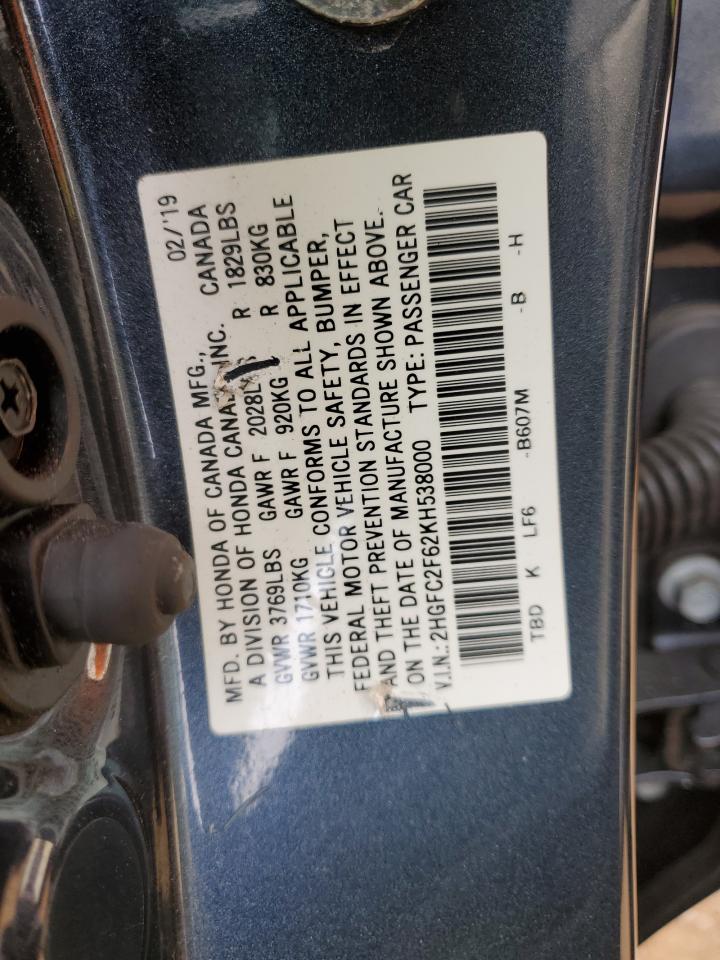 MFD. BY HONDA OF CANADA MFG., 02/'19
A DIVISION OF HONDA CANADA INC. CANADA
GVWR 3769LBS GAWR F 2028LBS R 1829LBS
GVWR 1710KG GAWR F 920KG R 830KG
THIS VEHICLE CONFORMS TO ALL APPLICABLE
FEDERAL MOTOR VEHICLE SAFETY, BUMPER,
AND THEFT PREVENTION STANDARDS IN EFFECT
ON THE DATE OF MANUFACTURE SHOWN ABOVE.
V.I.N.: 2HGFC2F62KH538000 TYPE: PASSENGER CAR
TBD K LF6 -B607M -B -H